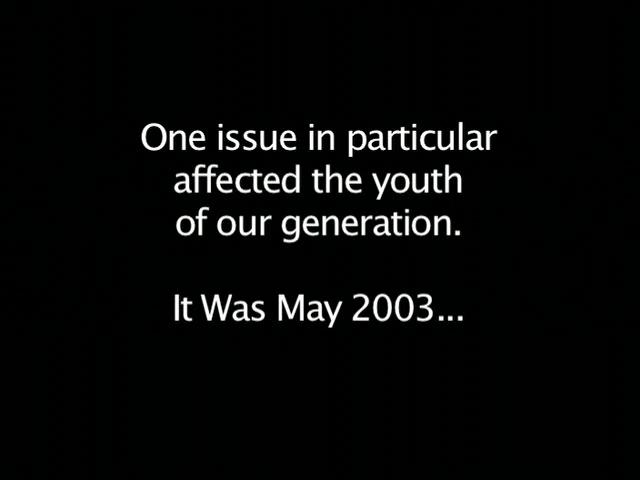 One issue in particular
affected the youth
of our generation.
It Was May 2003...